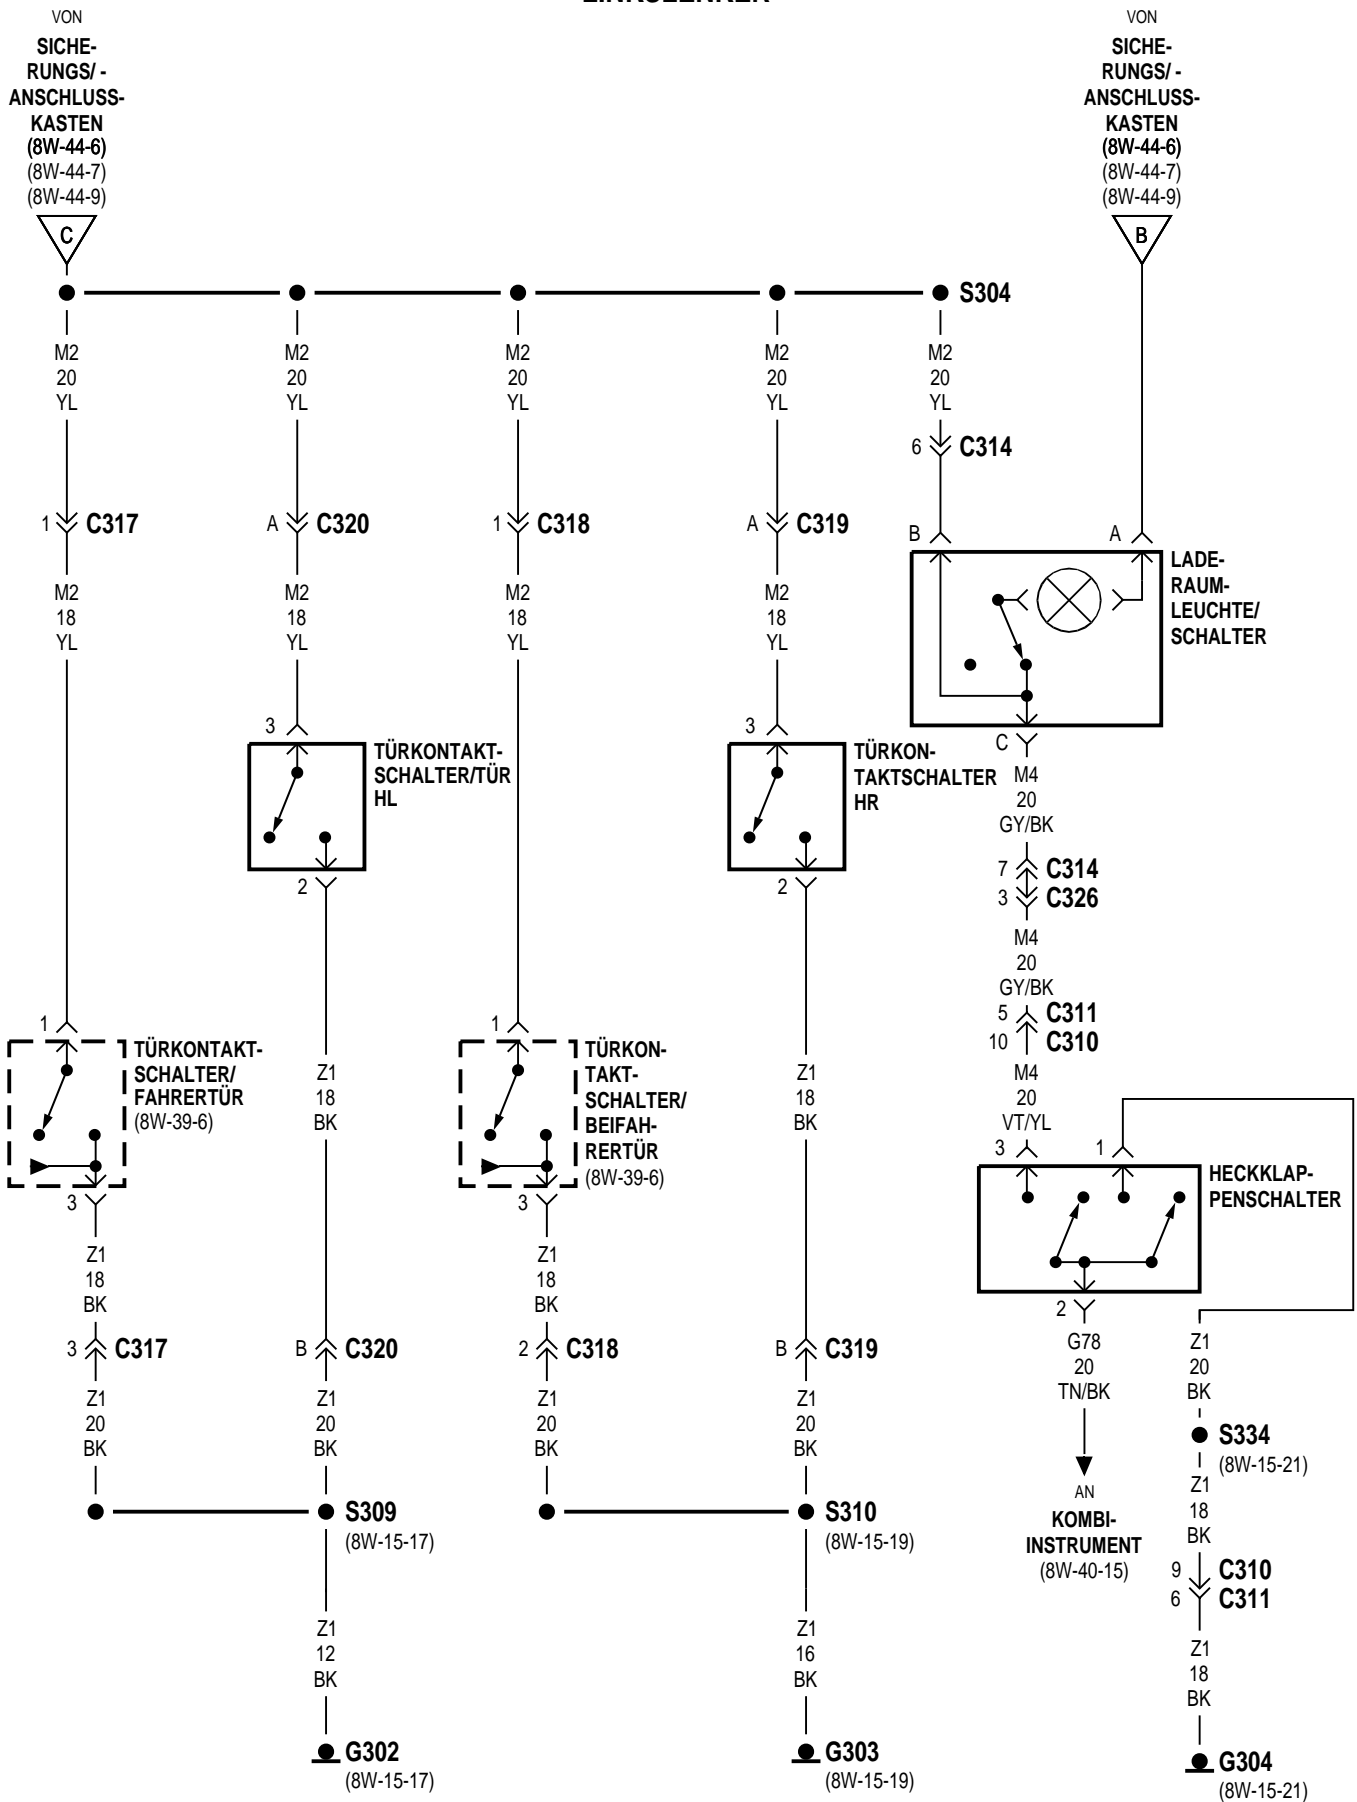 LINKSLENKER
VON
SICHE-
RUNGS/ -
ANSCHLUSS-
KASTEN
(8W-44-6)
(8W-44-7)
(8W-44-9)
C
VON
SICHE-
RUNGS/ -
ANSCHLUSS-
KASTEN
(8W-44-6)
(8W-44-7)
(8W-44-9)
B
S304
M2
20
YL
M2
20
YL
M2
20
YL
M2
20
YL
M2
20
YL
6 C314
1 C317
A C320
1 C318
A C319
B
A
LADE-
RAUM-
LEUCHTE/
SCHALTER
M2
18
YL
M2
18
YL
M2
18
YL
M2
18
YL
3
TÜRKONTAKT-
SCHALTER/TÜR
HL
2
3
TÜRKON-
TAKTSCHALTER
HR
2
C
M4
20
GY/BK
7 C314
3 C326
M4
20
GY/BK
5 C311
10 C310
M4
20
VT/YL
1
TÜRKONTAKT-
SCHALTER/
FAHRERTÜR
(8W-39-6)
3
Z1
18
BK
1
TÜRKON-
TAKT-
SCHALTER/
BEIFAH-
RERTÜR
(8W-39-6)
3
Z1
18
BK
3
1
HECKKLAP-
PENSCHALTER
2
Z1
18
BK
Z1
18
BK
G78
20
TN/BK
Z1
20
BK
3 C317
B C320
2 C318
B C319
Z1
20
BK
Z1
20
BK
Z1
20
BK
Z1
20
BK
S334
(8W-15-21)
AN
KOMBI-
INSTRUMENT
(8W-40-15)
Z1
18
BK
S309
(8W-15-17)
S310
(8W-15-19)
9 C310
6 C311
Z1
12
BK
Z1
16
BK
Z1
18
BK
G302
(8W-15-17)
G303
(8W-15-19)
G304
(8W-15-21)